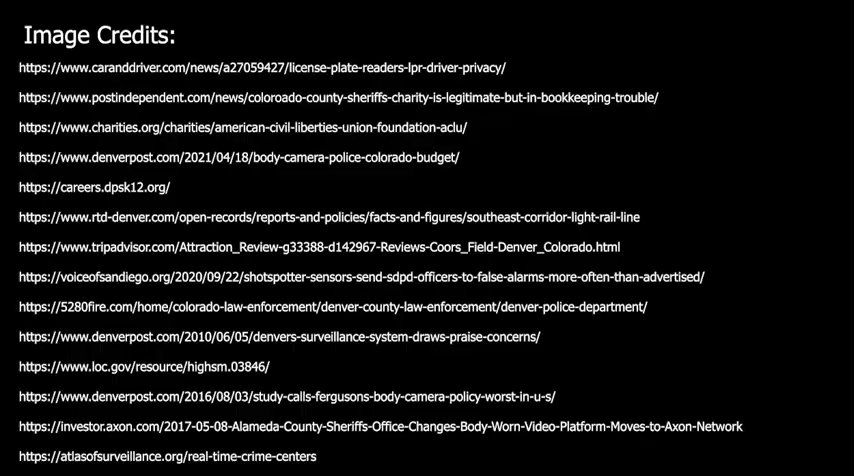 Image Credits:
https://www.caranddriver.com/news/a27059427/license-plate-readers-lpr-driver-privacy/
https://www.postindependent.com/news/coloroado-county-sheriffs-charity-is-legitimate-but-in-bookkeeping-trouble/
https://www.charities.org/charities/american-civil-liberties-union-foundation-aclu/
https://www.denverpost.com/2021/04/18/body-camera-police-colorado-budget/
https://careers.dpsk12.org/
https://www.rtd-denver.com/open-records/reports-and-policies/facts-and-figures/southeast-corridor-light-rail-line
https://www.tripadvisor.com/Attraction_Review-g33388-d142967-Reviews-Coors_Field-Denver_Colorado.html
https://voiceofsandiego.org/2020/09/22/shotspotter-sensors-send-sdpd-officers-to-false-alarms-more-often-than-advertised/
https://5280fire.com/home/colorado-law-enforcement/denver-county-law-enforcement/denver-police-department/
https://www.denverpost.com/2010/06/05/denvers-surveillance-system-draws-praise-concerns/
https://www.loc.gov/resource/highsm.03846/
https://www.denverpost.com/2016/08/03/study-calls-fergusons-body-camera-policy-worst-in-u-s/
https://investor.axon.com/2017-05-08-Alameda-County-Sheriffs-Office-Changes-Body-Worn-Video-Platform-Moves-to-Axon-Network
https://atlasofsurveillance.org/real-time-crime-centers